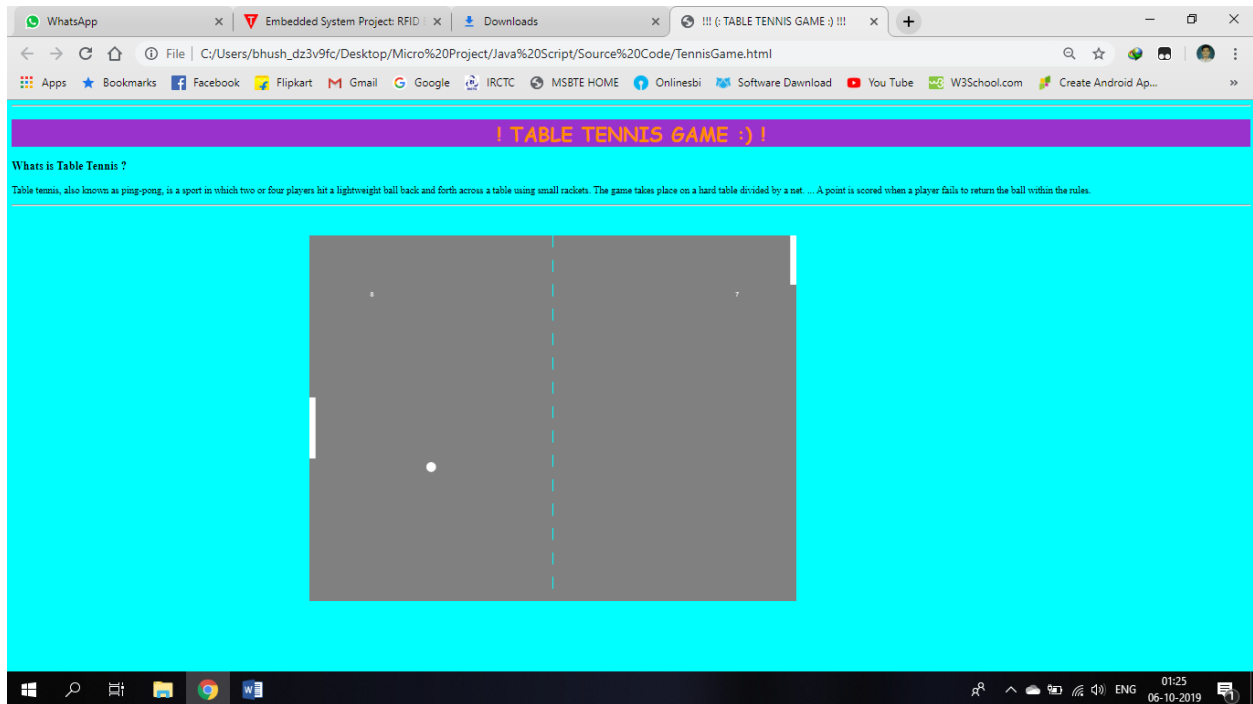 WhatsApp
Embedded System Project: RFID
Downloads
!!! (: TABLE TENNIS GAME :) !!!
File | C:/Users/bhush_dz3v9fc/Desktop/Micro%20Project/Java%20Script/Source%20Code/TennisGame.html
Apps Bookmarks Facebook Flipkart Gmail Google IRCTC MSBTE HOME Onlinesbi Software Dawnload You Tube W3School.com Create Android Ap...
! TABLE TENNIS GAME :) !
Whats is Table Tennis ?
Table tennis, also known as ping-pong, is a sport in which two or four players hit a lightweight ball back and forth across a table using small rackets. The game takes place on a hard table divided by a net. ... A point is scored when a player fails to return the ball within the rules.
7
ENG
01:25
06-10-2019